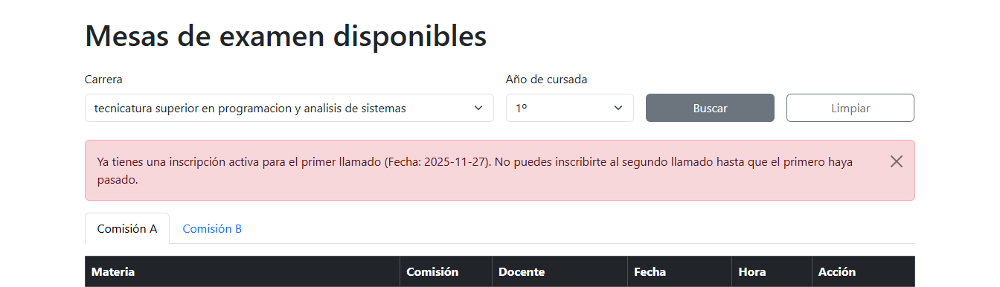 Mesas de examen disponibles
Carrera Año de cursada
tecnicatura superior en programacion y analisis de sistemas 1º Buscar Limpiar
Ya tienes una inscripción activa para el primer llamado (Fecha: 2025-11-27). No puedes inscribirte al segundo llamado hasta que el primero haya
pasado.
Comisión A Comisión B
Materia Comisión Docente Fecha Hora Acción